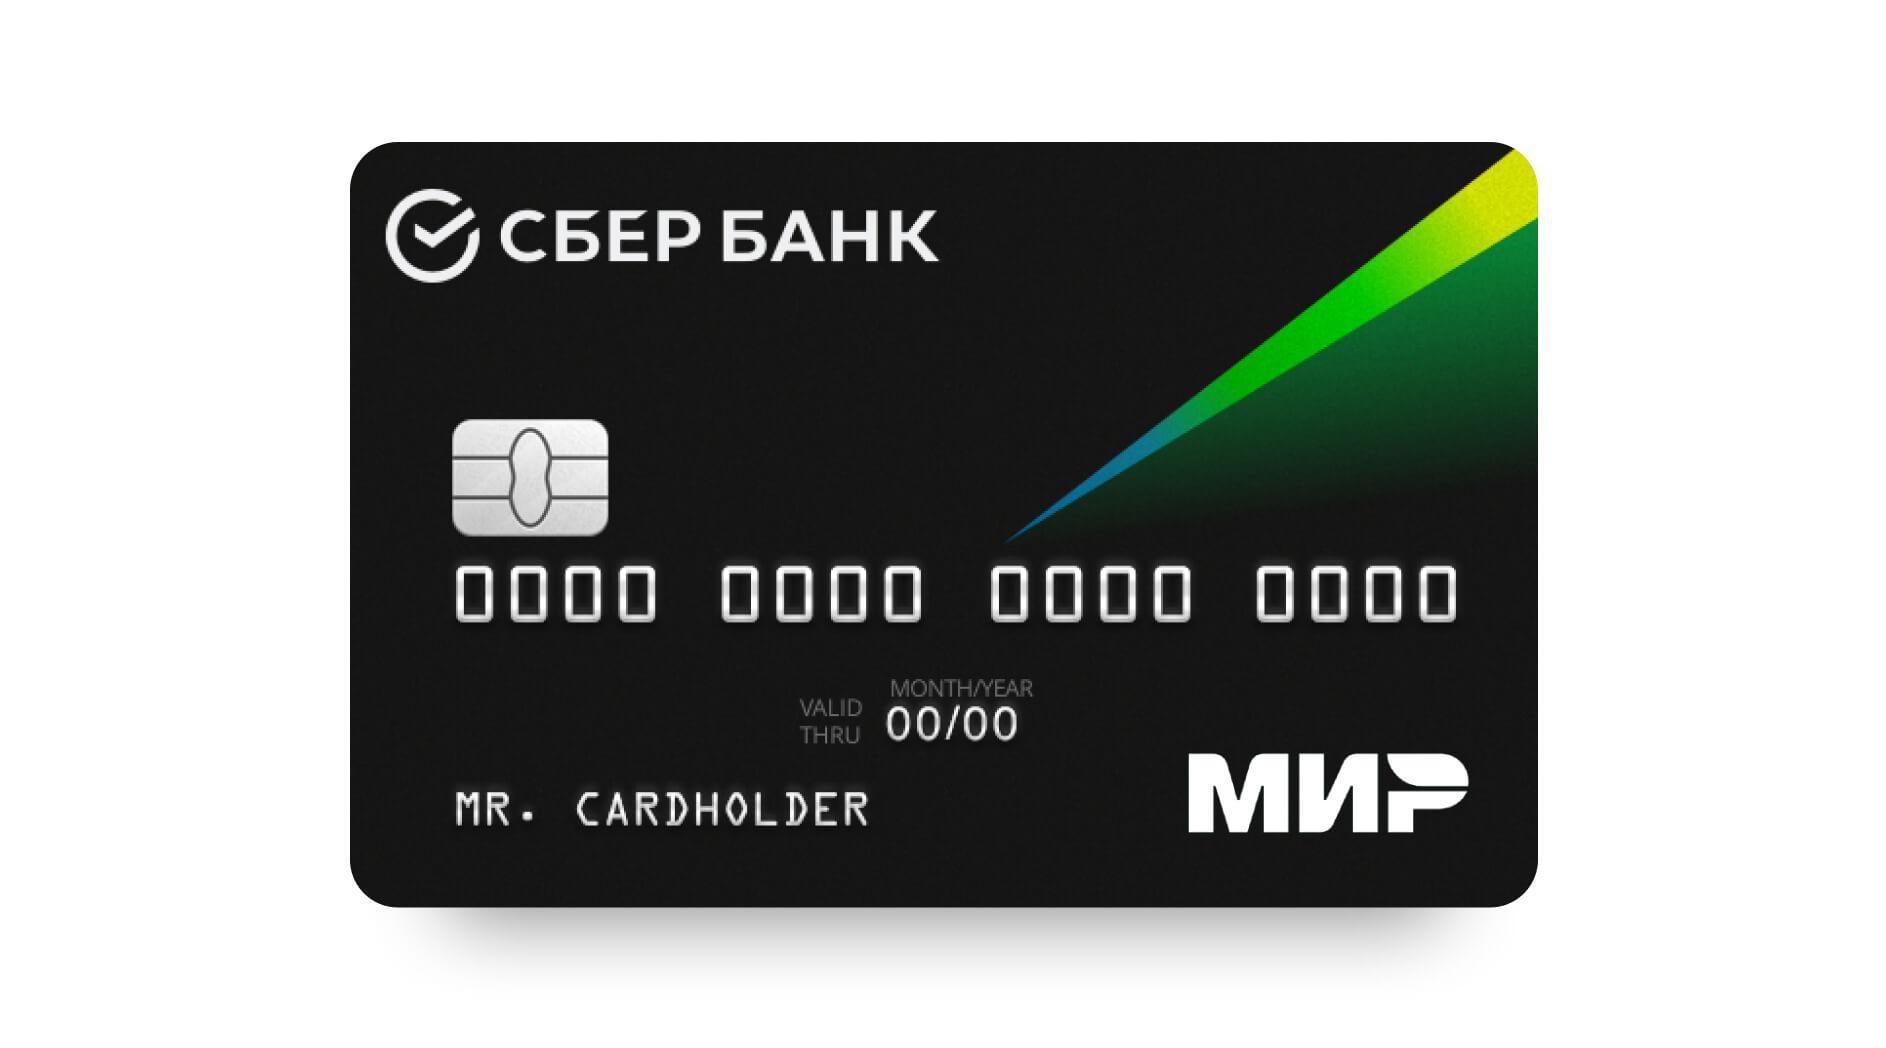 СБЕР БАНК
0000 0000 0000 0000
MONTH/YEAR
VALID THRU 00/00
MR. CARDHOLDER
МИР